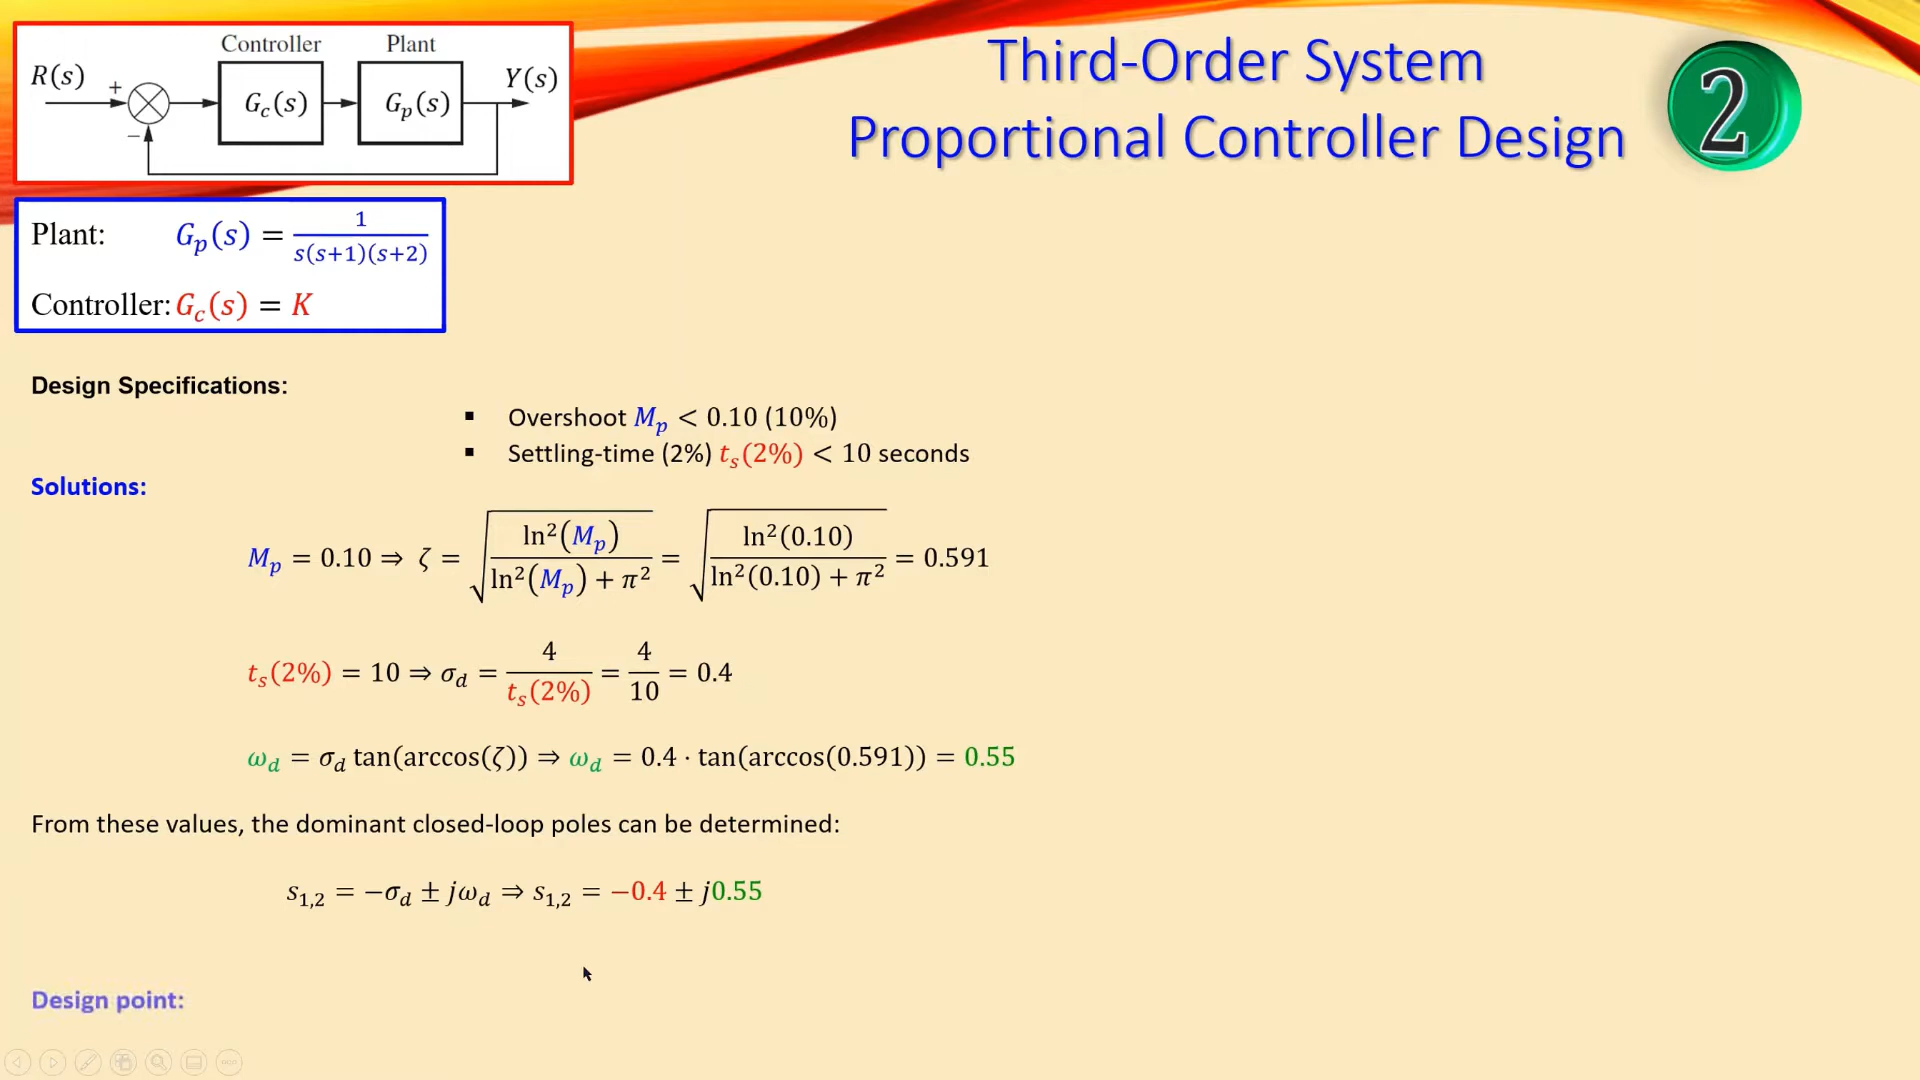 Third-Order System
Proportional Controller Design
2
Controller Plant
R(s) + G_c(s) G_p(s) Y(s)
−
Plant: G_p(s) = 1/(s(s+1)(s+2))
Controller: G_c(s) = K
Design Specifications:
▪ Overshoot M_p < 0.10 (10%)
▪ Settling-time (2%) t_s(2%) < 10 seconds
Solutions:
M_p = 0.10 ⇒ ζ = √(ln²(M_p)/(ln²(M_p) + π²)) = √(ln²(0.10)/(ln²(0.10) + π²)) = 0.591
t_s(2%) = 10 ⇒ σ_d = 4/t_s(2%) = 4/10 = 0.4
ω_d = σ_d tan(arccos(ζ)) ⇒ ω_d = 0.4 · tan(arccos(0.591)) = 0.55
From these values, the dominant closed-loop poles can be determined:
s_1,2 = −σ_d ± jω_d ⇒ s_1,2 = −0.4 ± j0.55
Design point: